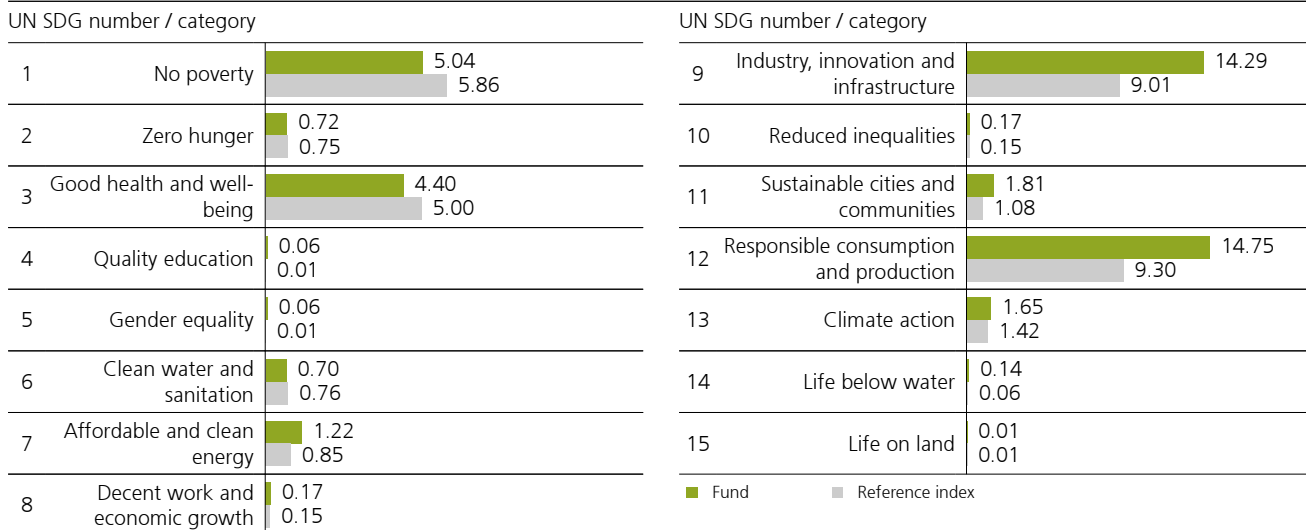 UN SDG number / category
1 No poverty 5.04
5.86
2 Zero hunger 0.72
0.75
3 Good health and well-
being 4.40
5.00
4 Quality education 0.06
0.01
5 Gender equality 0.06
0.01
6 Clean water and
sanitation 0.70
0.76
7 Affordable and clean
energy 1.22
0.85
8 Decent work and
economic growth 0.17
0.15
UN SDG number / category
9 Industry, innovation and
infrastructure 14.29
9.01
10 Reduced inequalities 0.17
0.15
11 Sustainable cities and
communities 1.81
1.08
12 Responsible consumption
and production 14.75
9.30
13 Climate action 1.65
1.42
14 Life below water 0.14
0.06
15 Life on land 0.01
0.01
Fund Reference index